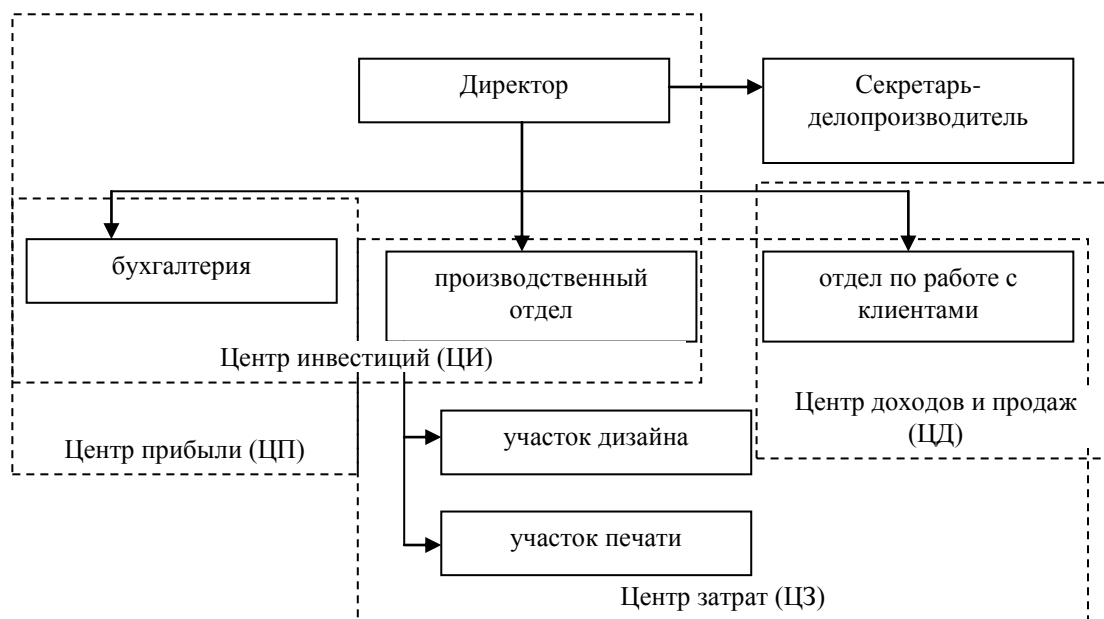 Директор
Секретарь-
делопроизводитель
бухгалтерия
производственный
отдел
отдел по работе с
клиентами
Центр инвестиций (ЦИ)
Центр доходов и продаж
(ЦД)
Центр прибыли (ЦП)
участок дизайна
участок печати
Центр затрат (ЦЗ)